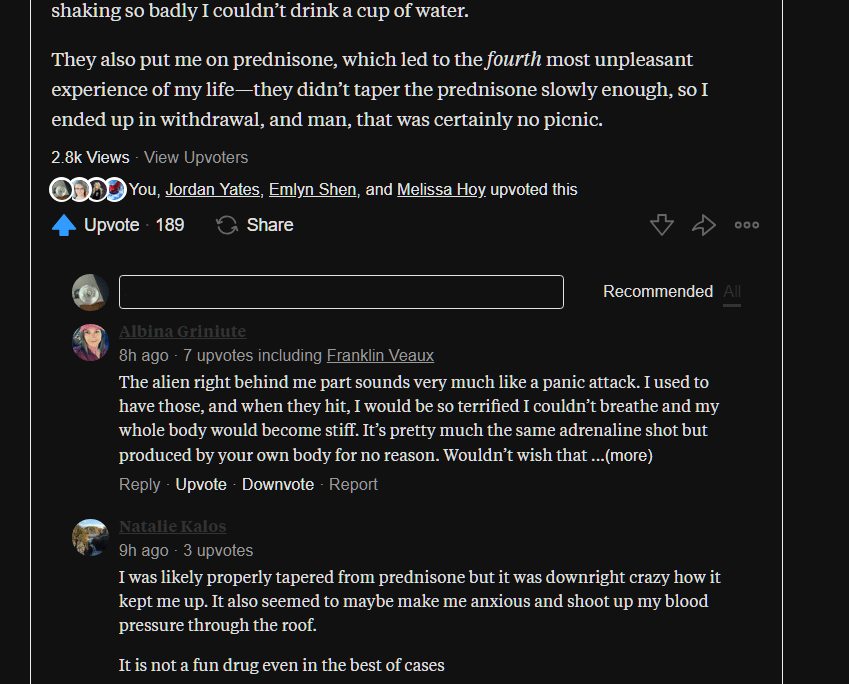 shaking so badly I couldn’t drink a cup of water.
They also put me on prednisone, which led to the fourth most unpleasant
experience of my life—they didn’t taper the prednisone slowly enough, so I
ended up in withdrawal, and man, that was certainly no picnic.
2.8k Views · View Upvoters
You, Jordan Yates, Emlyn Shen, and Melissa Hoy upvoted this
Upvote · 189 Share
Recommended All
Albina Griniute
8h ago · 7 upvotes including Franklin Veaux
The alien right behind me part sounds very much like a panic attack. I used to
have those, and when they hit, I would be so terrified I couldn’t breathe and my
whole body would become stiff. It’s pretty much the same adrenaline shot but
produced by your own body for no reason. Wouldn’t wish that ...(more)
Reply · Upvote · Downvote · Report
Natalie Kalos
9h ago · 3 upvotes
I was likely properly tapered from prednisone but it was downright crazy how it
kept me up. It also seemed to maybe make me anxious and shoot up my blood
pressure through the roof.
It is not a fun drug even in the best of cases